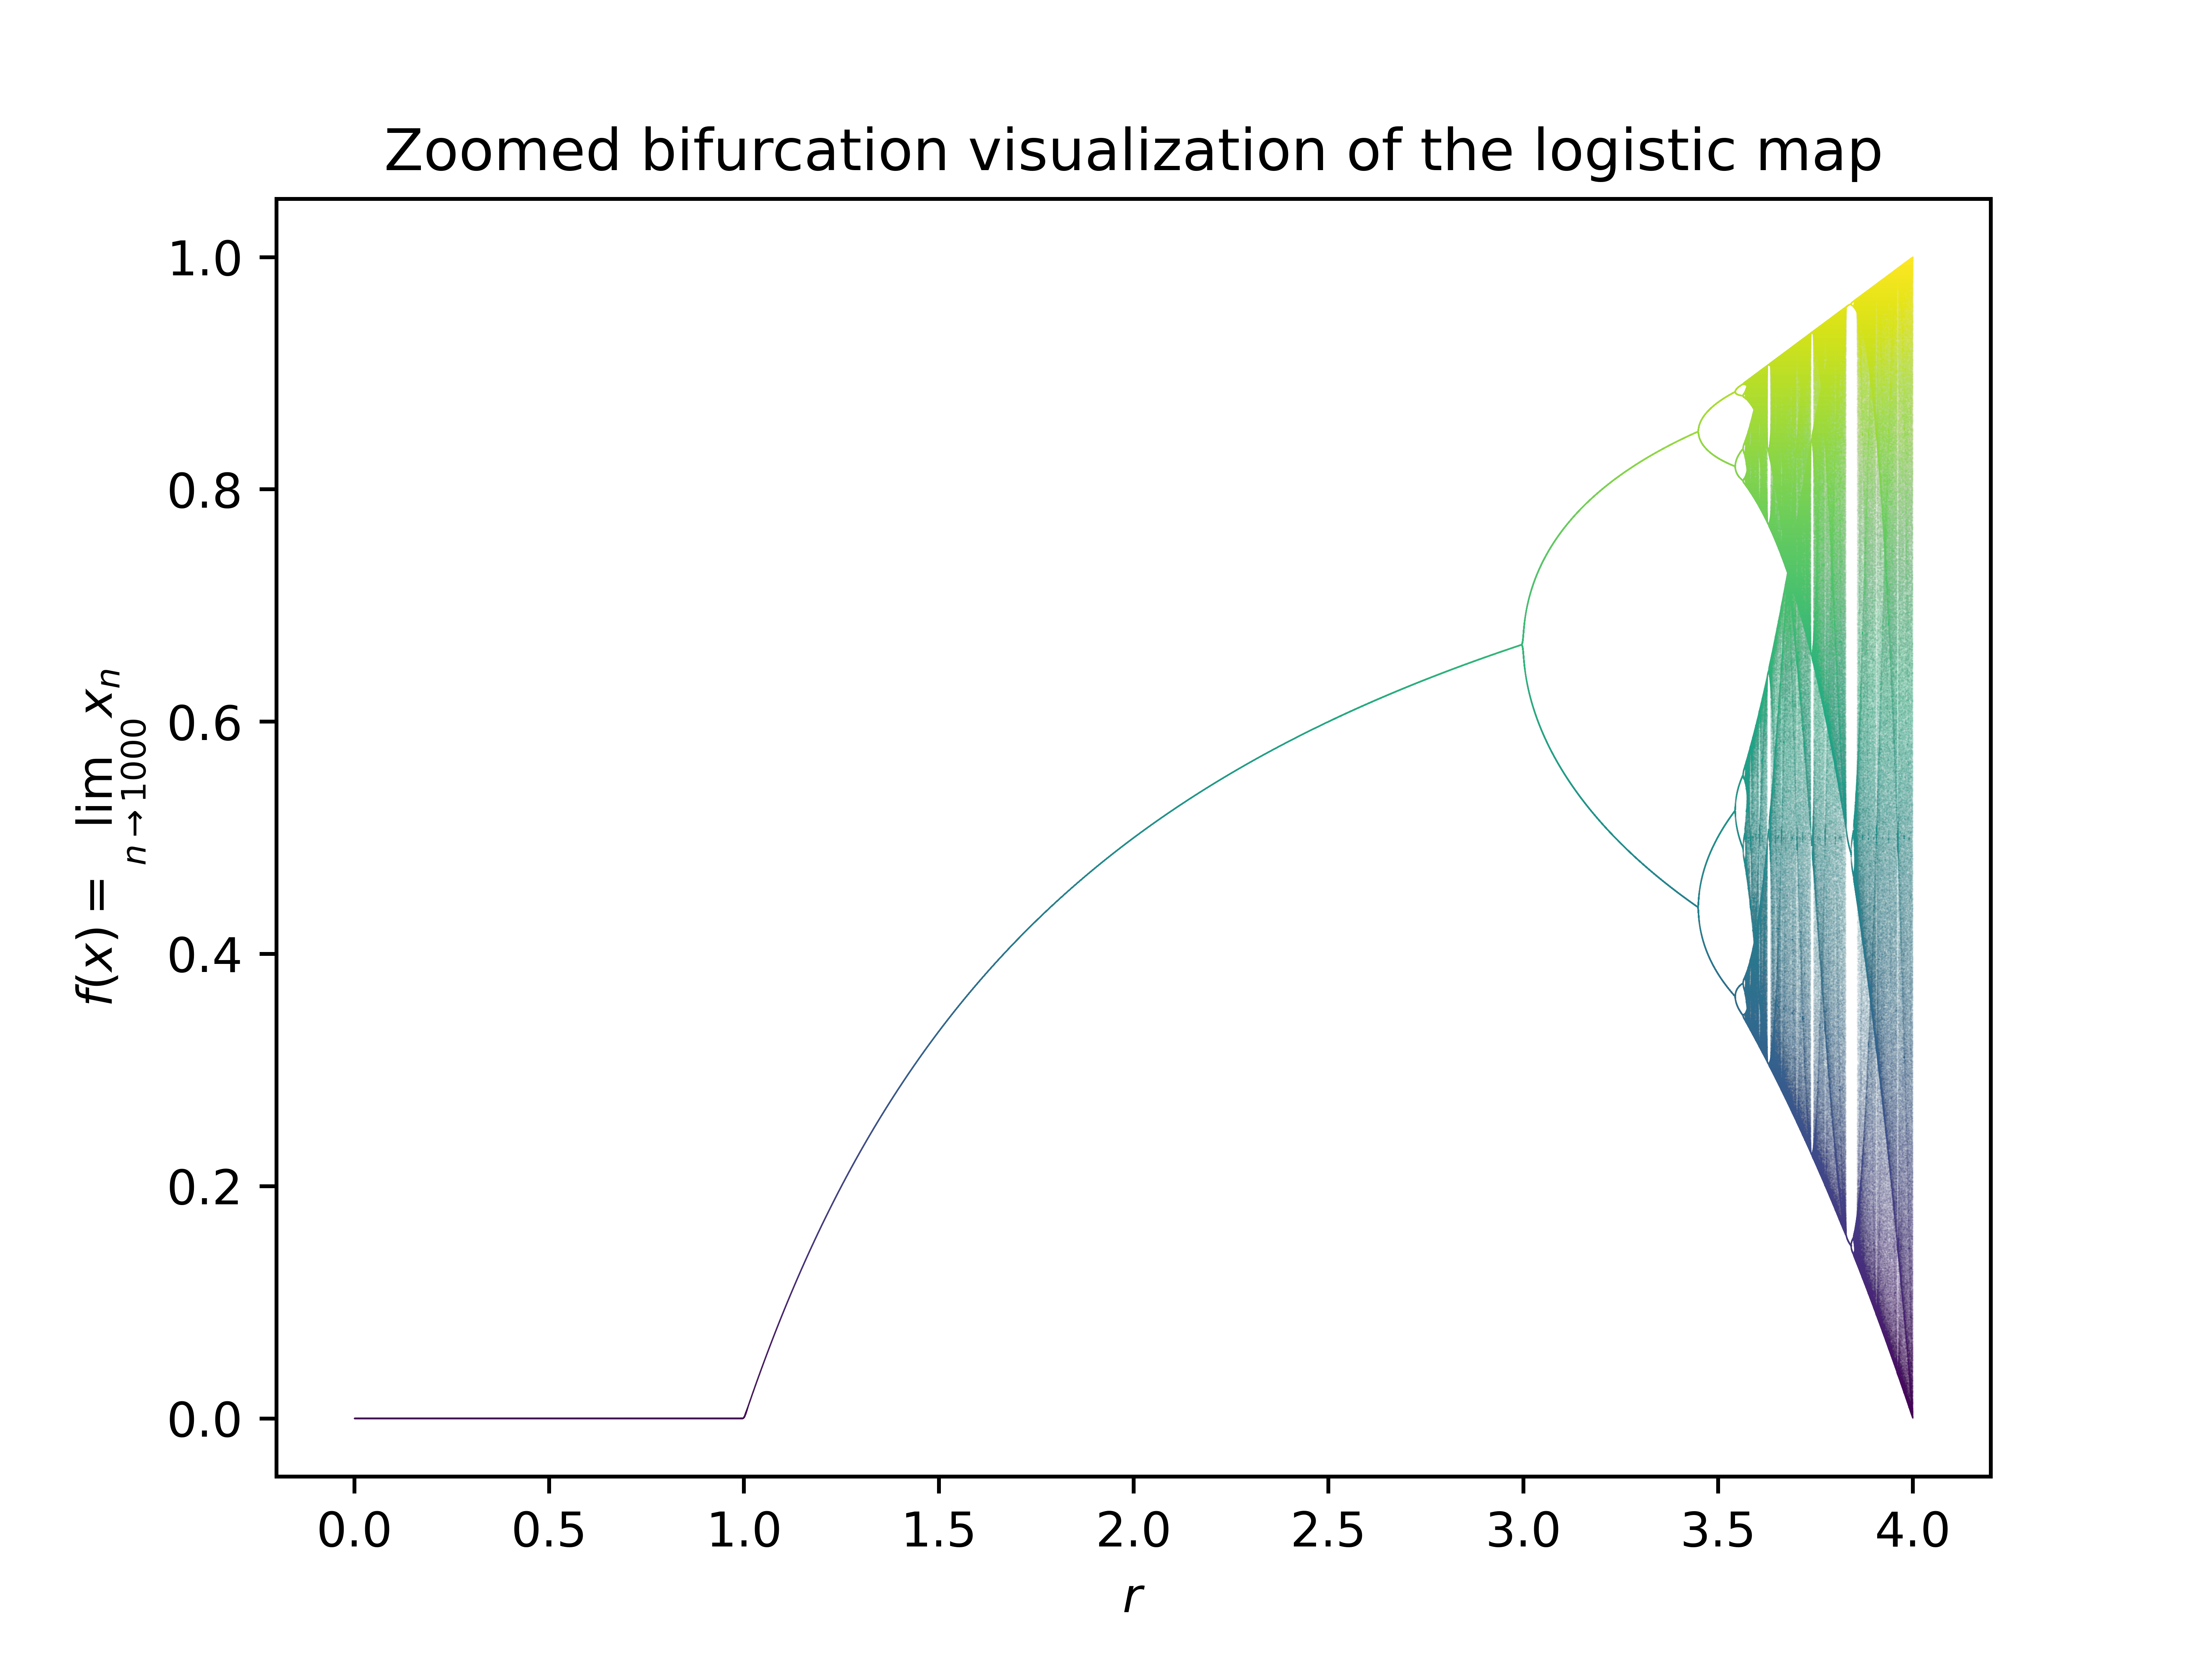 Zoomed bifurcation visualization of the logistic map
f(x) = lim x_n
n→10000
1.0
0.8
0.6
0.4
0.2
0.0
0.0 0.5 1.0 1.5 2.0 2.5 3.0 3.5 4.0
r